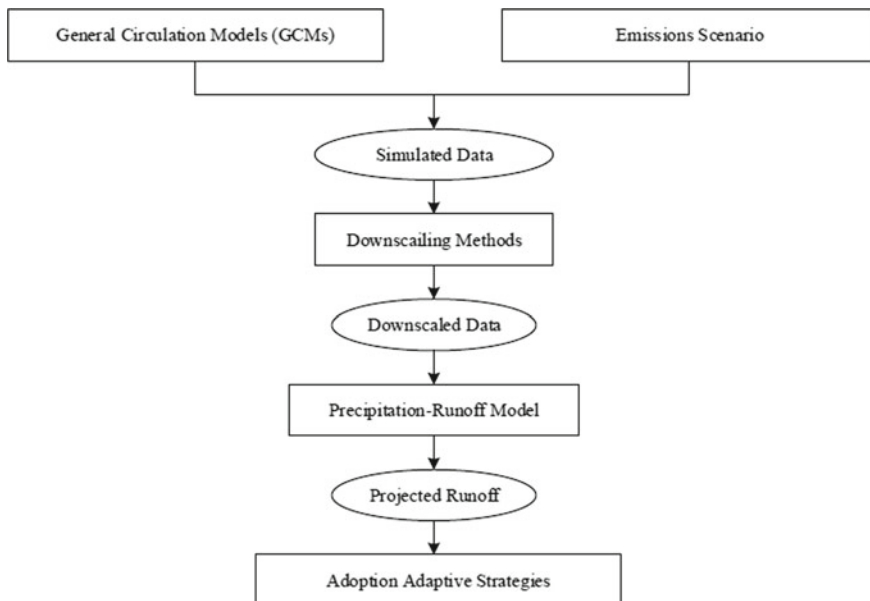 General Circulation Models (GCMs)
Emissions Scenario
Simulated Data
Downscailing Methods
Downscaled Data
Precipitation-Runoff Model
Projected Runoff
Adoption Adaptive Strategies